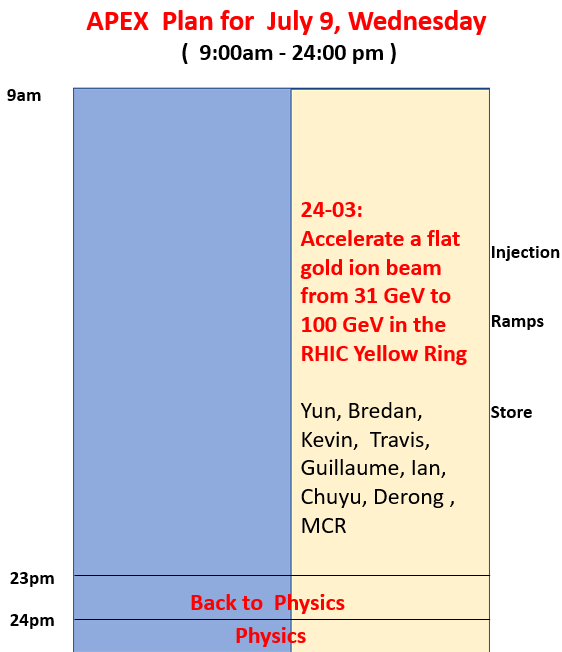 APEX  Plan for  July 9, Wednesday
(  9:00am - 24:00 pm )
9am
24-03:
Accelerate a flat
gold ion beam
from 31 GeV to
100 GeV in the
RHIC Yellow Ring
Injection
Ramps
Store
Yun, Bredan,
Kevin,  Travis,
Guillaume, Ian,
Chuyu, Derong ,
MCR
23pm
Back to  Physics
24pm
Physics